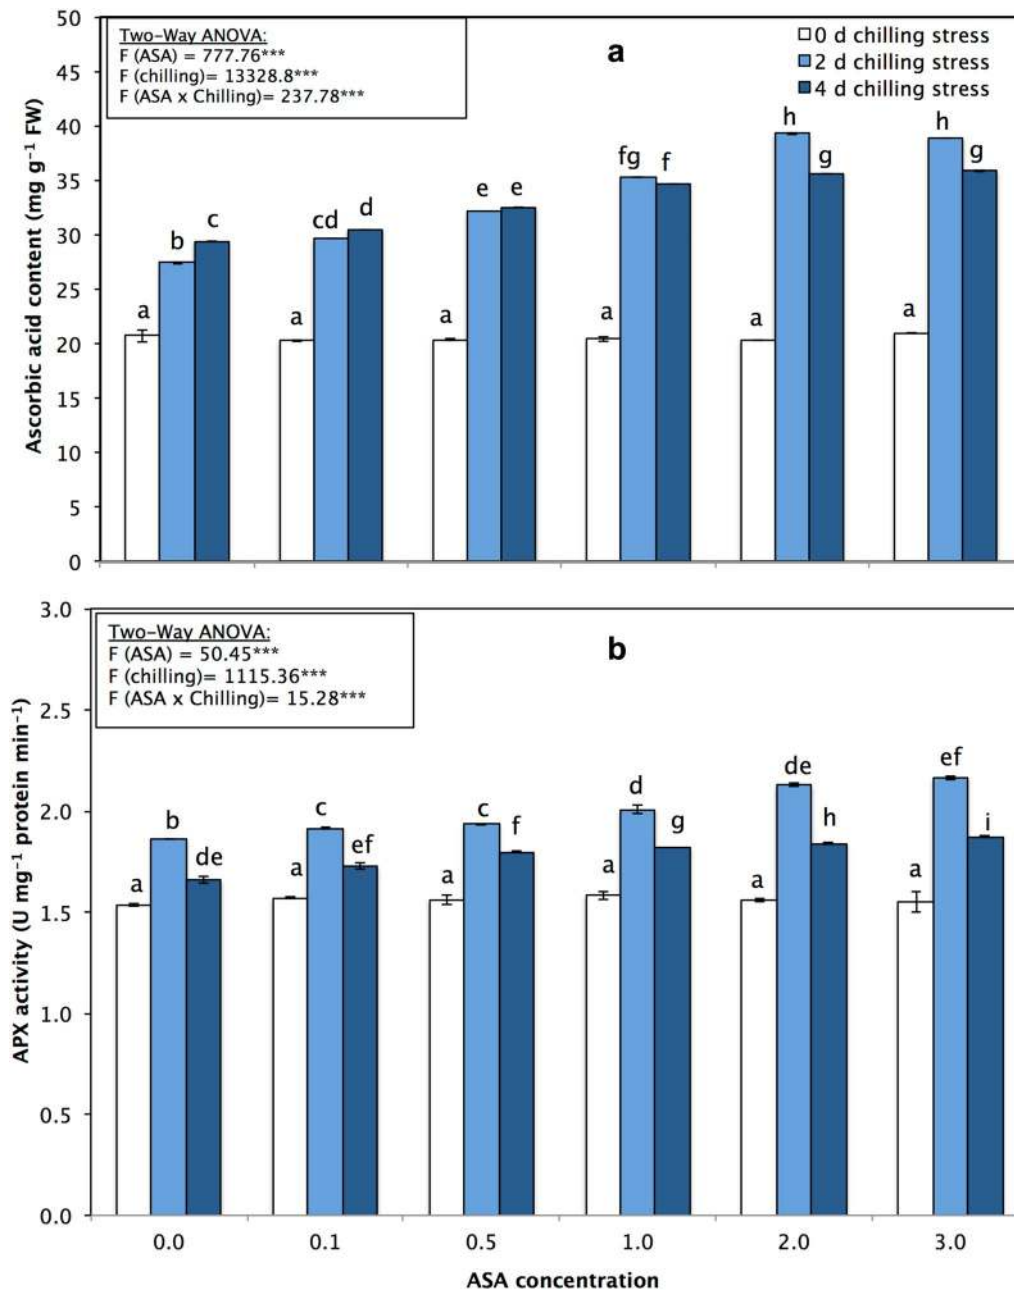 50
45
40
35
30
25
20
15
10
5
0
Ascorbic acid content (mg g⁻¹ FW)
Two-Way ANOVA:
F (ASA) = 777.76***
F (chilling)= 13328.8***
F (ASA x Chilling)= 237.78***
a
0 d chilling stress
2 d chilling stress
4 d chilling stress
a b c
a cd d
a e e
a fg f
a h g
a h g
3.0
2.5
2.0
1.5
1.0
0.5
0.0
APX activity (U mg⁻¹ protein min⁻¹)
Two-Way ANOVA:
F (ASA) = 50.45***
F (chilling)= 1115.36***
F (ASA x Chilling)= 15.28***
b
a b de
a c ef
a c f
a d g
a de h
a ef i
0.0 0.1 0.5 1.0 2.0 3.0
ASA concentration